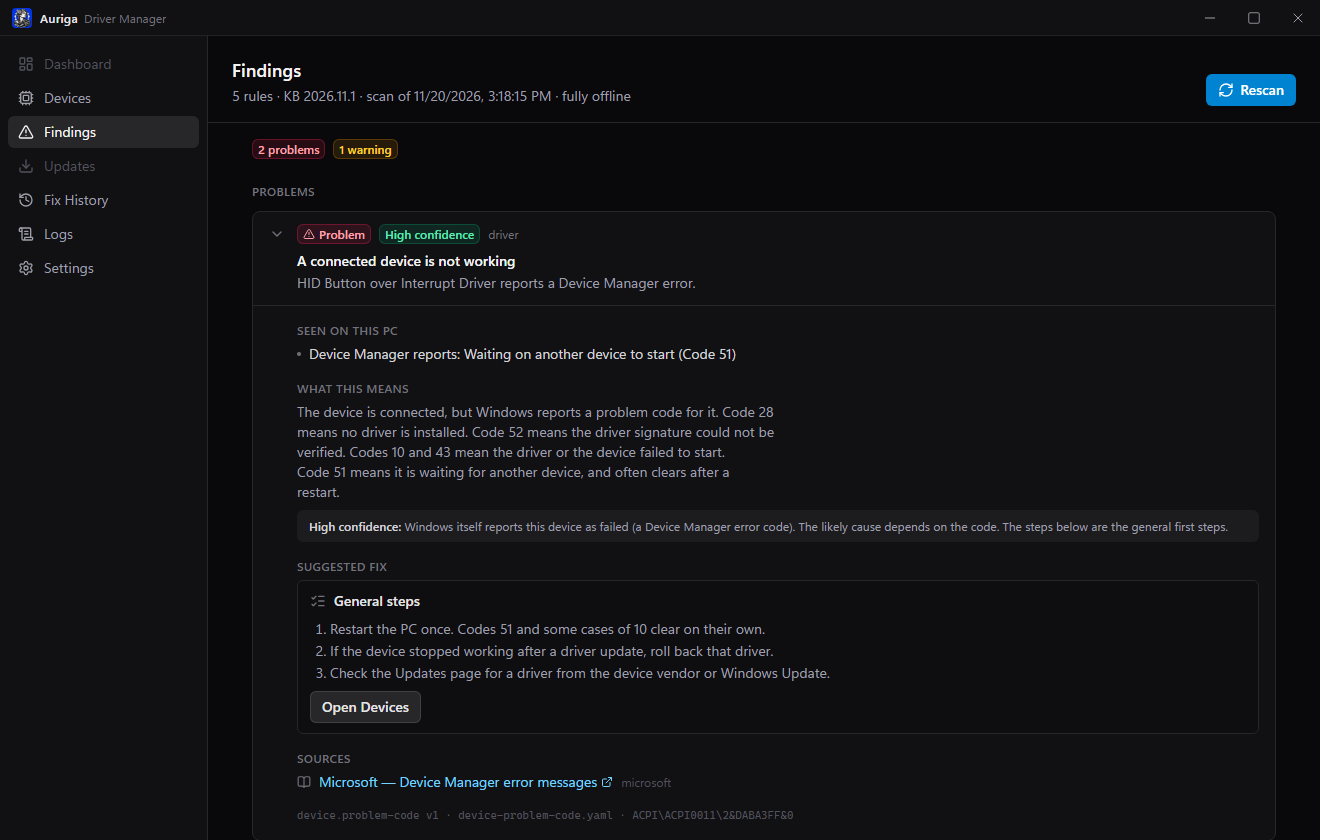 Auriga Driver Manager
Dashboard
Devices
Findings
Updates
Fix History
Logs
Settings
Findings
5 rules · KB 2026.11.1 · scan of 11/20/2026, 3:18:15 PM · fully offline
Rescan
2 problems 1 warning
PROBLEMS
Problem High confidence driver
A connected device is not working
HID Button over Interrupt Driver reports a Device Manager error.
SEEN ON THIS PC
• Device Manager reports: Waiting on another device to start (Code 51)
WHAT THIS MEANS
The device is connected, but Windows reports a problem code for it. Code 28
means no driver is installed. Code 52 means the driver signature could not be
verified. Codes 10 and 43 mean the driver or the device failed to start.
Code 51 means it is waiting for another device, and often clears after a
restart.
High confidence: Windows itself reports this device as failed (a Device Manager error code). The likely cause depends on the code. The steps below are the general first steps.
SUGGESTED FIX
General steps
1. Restart the PC once. Codes 51 and some cases of 10 clear on their own.
2. If the device stopped working after a driver update, roll back that driver.
3. Check the Updates page for a driver from the device vendor or Windows Update.
Open Devices
SOURCES
Microsoft — Device Manager error messages microsoft
device.problem-code v1 · device-problem-code.yaml · ACPI\ACPI0011\2&DABA3FF&0